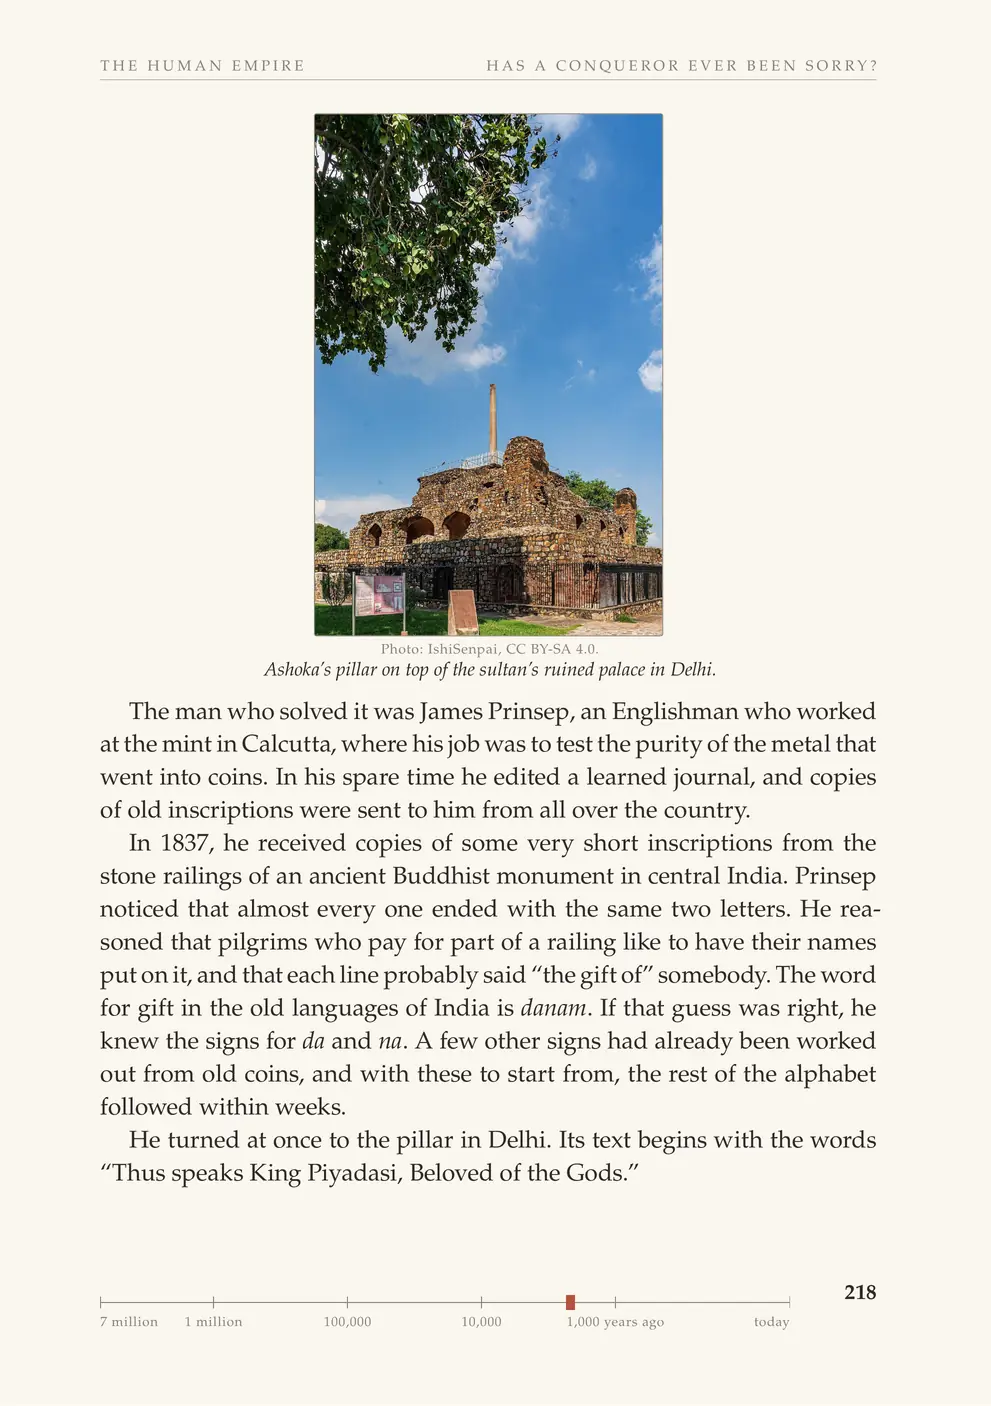 THE HUMAN EMPIRE
HAS A CONQUEROR EVER BEEN SORRY?
Photo: IshiSenpai, CC BY-SA 4.0.
Ashoka’s pillar on top of the sultan’s ruined palace in Delhi.
The man who solved it was James Prinsep, an Englishman who worked
at the mint in Calcutta, where his job was to test the purity of the metal that
went into coins. In his spare time he edited a learned journal, and copies
of old inscriptions were sent to him from all over the country.
In 1837, he received copies of some very short inscriptions from the
stone railings of an ancient Buddhist monument in central India. Prinsep
noticed that almost every one ended with the same two letters. He rea-
soned that pilgrims who pay for part of a railing like to have their names
put on it, and that each line probably said “the gift of” somebody. The word
for gift in the old languages of India is danam. If that guess was right, he
knew the signs for da and na. A few other signs had already been worked
out from old coins, and with these to start from, the rest of the alphabet
followed within weeks.
He turned at once to the pillar in Delhi. Its text begins with the words
“Thus speaks King Piyadasi, Beloved of the Gods.”
218
7 million 1 million 100,000 10,000 1,000 years ago today